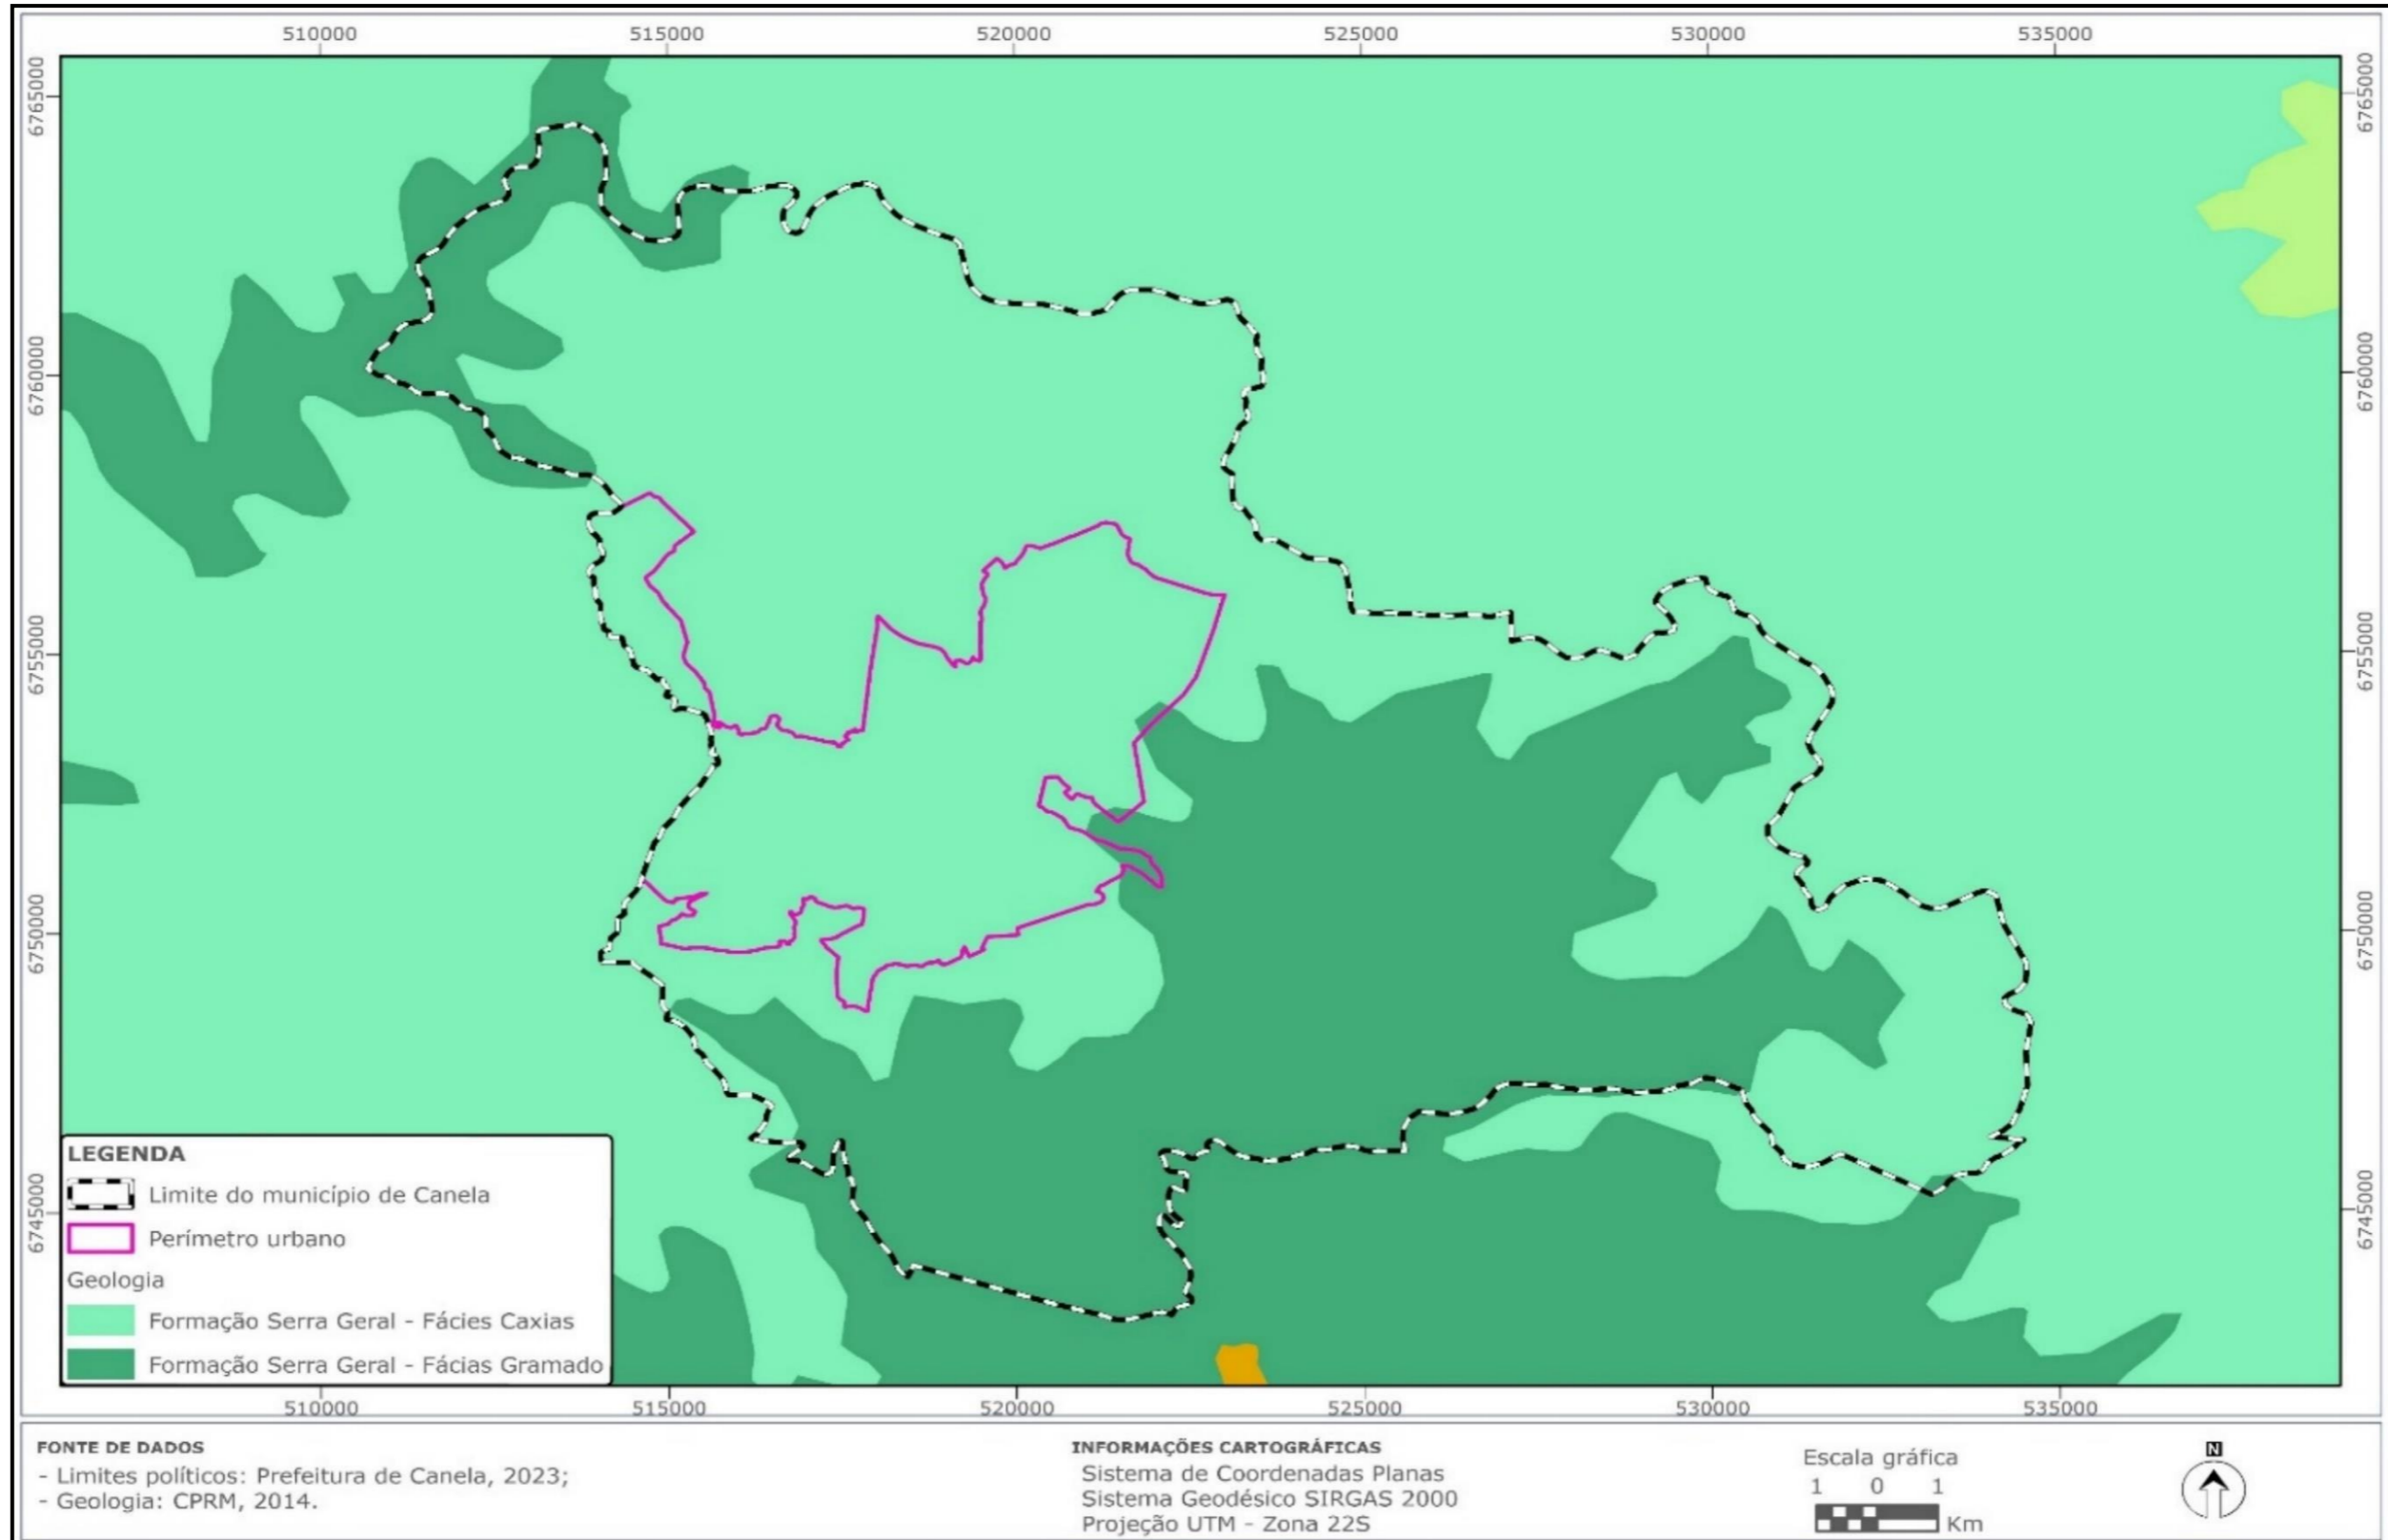 510000 515000 520000 525000 530000 535000
6765000 6765000
6760000 6760000
6755000 6755000
6750000 6750000
6745000 6745000
LEGENDA
Limite do município de Canela
Perímetro urbano
Geologia
Formação Serra Geral - Fácies Caxias
Formação Serra Geral - Fácias Gramado
510000 515000 520000 525000 530000 535000
FONTE DE DADOS
- Limites políticos: Prefeitura de Canela, 2023;
- Geologia: CPRM, 2014.
INFORMAÇÕES CARTOGRÁFICAS
Sistema de Coordenadas Planas
Sistema Geodésico SIRGAS 2000
Projeção UTM - Zona 22S
Escala gráfica
1 0 1
Km
N